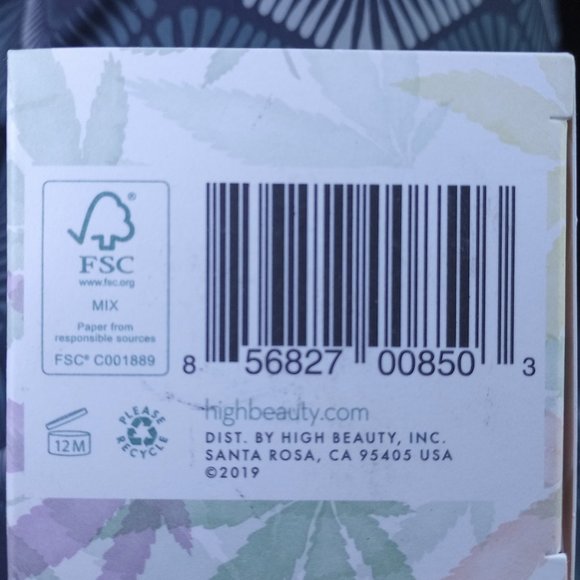 FSC®
www.fsc.org
MIX
Paper from
responsible sources
FSC® C001889
8 56827 00850 3
12M
PLEASE RECYCLE
highbeauty.com
DIST. BY HIGH BEAUTY, INC.
SANTA ROSA, CA 95405 USA
©2019